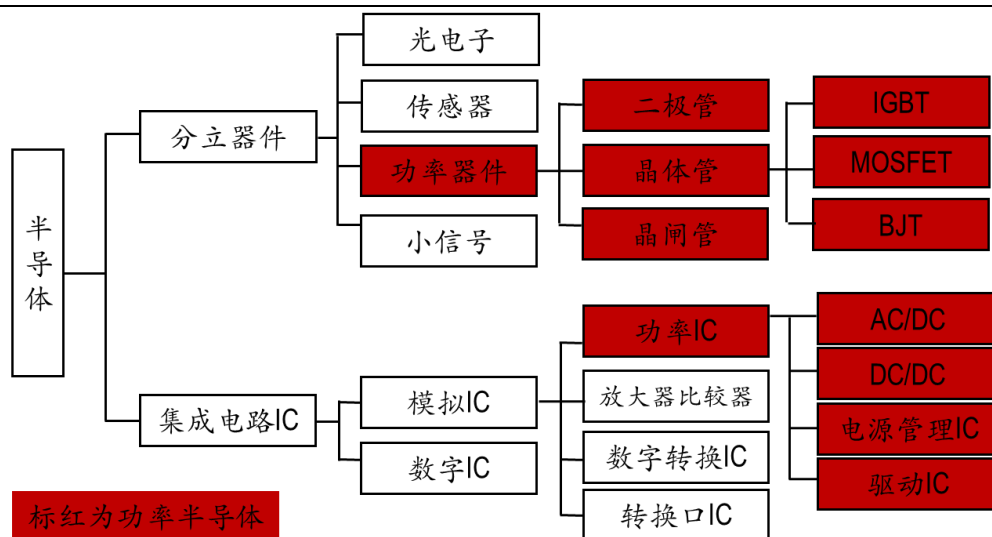 半导体
分立器件
光电子
传感器
功率器件
小信号
二极管
晶体管
晶闸管
IGBT
MOSFET
BJT
集成电路IC
模拟IC
数字IC
功率IC
放大器比较器
数字转换IC
转换口IC
AC/DC
DC/DC
电源管理IC
驱动IC
标红为功率半导体